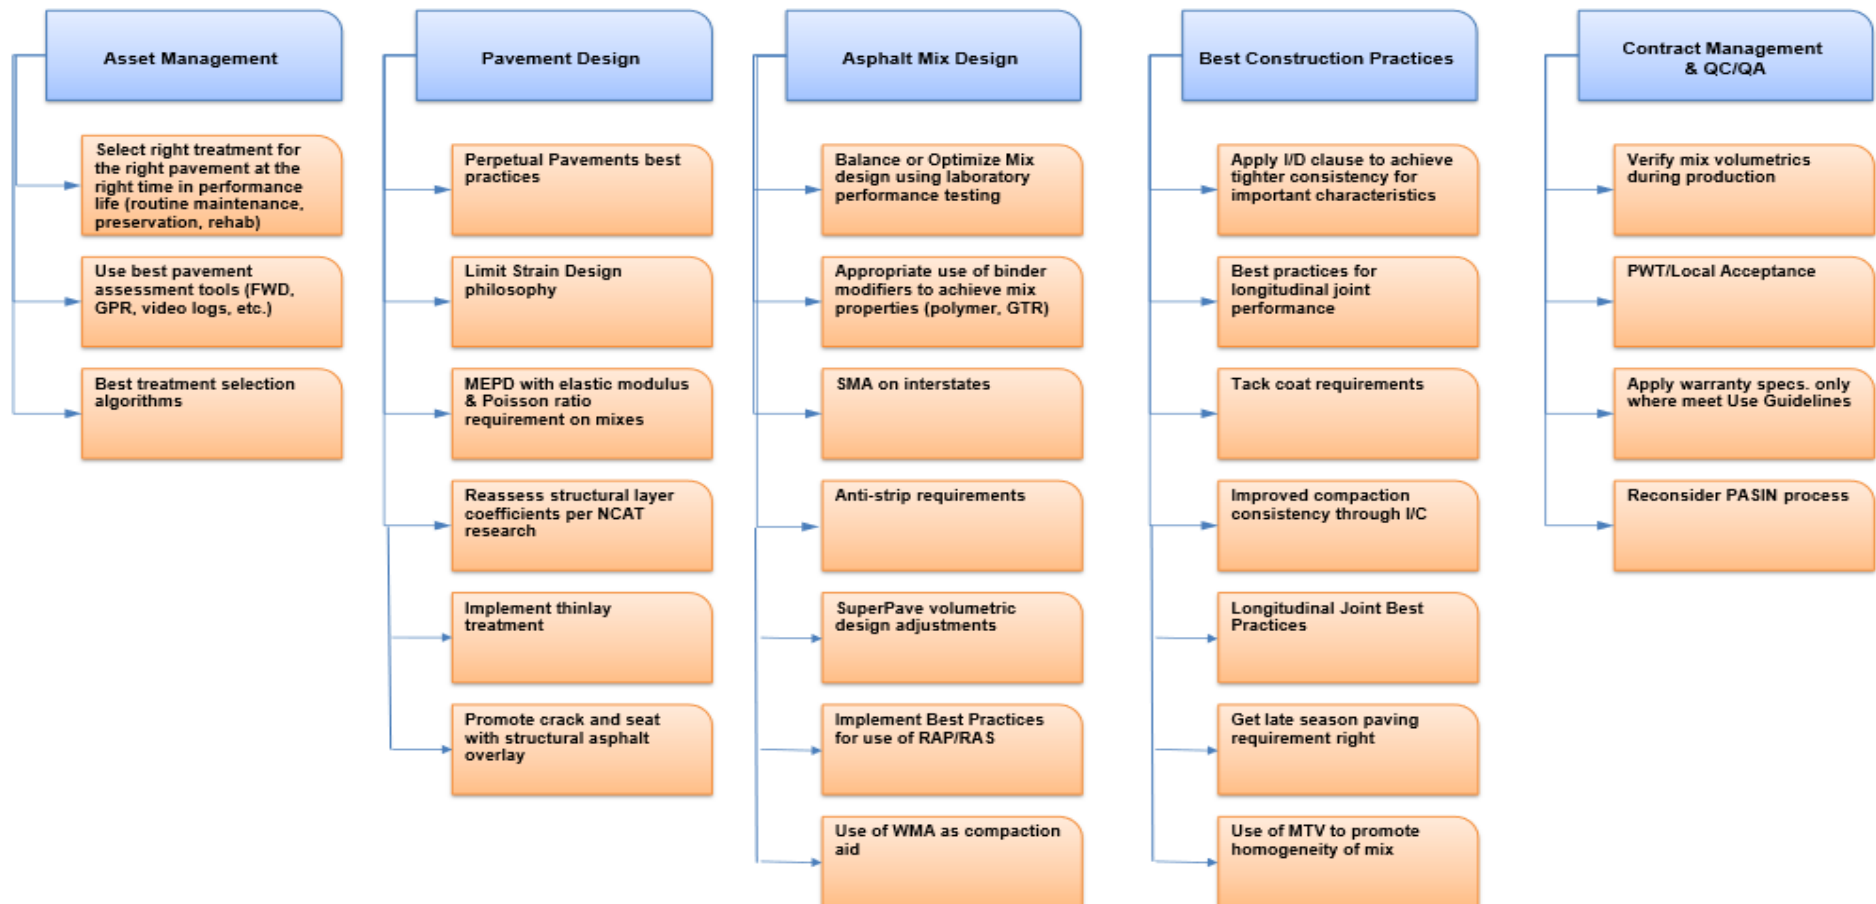 Asset Management
Select right treatment for
the right pavement at the
right time in performance
life (routine maintenance,
preservation, rehab)
Use best pavement
assessment tools (FWD,
GPR, video logs, etc.)
Best treatment selection
algorithms
Pavement Design
Perpetual Pavements best
practices
Limit Strain Design
philosophy
MEPD with elastic modulus
& Poisson ratio
requirement on mixes
Reassess structural layer
coefficients per NCAT
research
Implement thinlay
treatment
Promote crack and seat
with structural asphalt
overlay
Asphalt Mix Design
Balance or Optimize Mix
design using laboratory
performance testing
Appropriate use of binder
modifiers to achieve mix
properties (polymer, GTR)
SMA on interstates
Anti-strip requirements
SuperPave volumetric
design adjustments
Implement Best Practices
for use of RAP/RAS
Use of WMA as compaction
aid
Best Construction Practices
Apply I/D clause to achieve
tighter consistency for
important characteristics
Best practices for
longitudinal joint
performance
Tack coat requirements
Improved compaction
consistency through I/C
Longitudinal Joint Best
Practices
Get late season paving
requirement right
Use of MTV to promote
homogeneity of mix
Contract Management
& QC/QA
Verify mix volumetrics
during production
PWT/Local Acceptance
Apply warranty specs. only
where meet Use Guidelines
Reconsider PASIN process